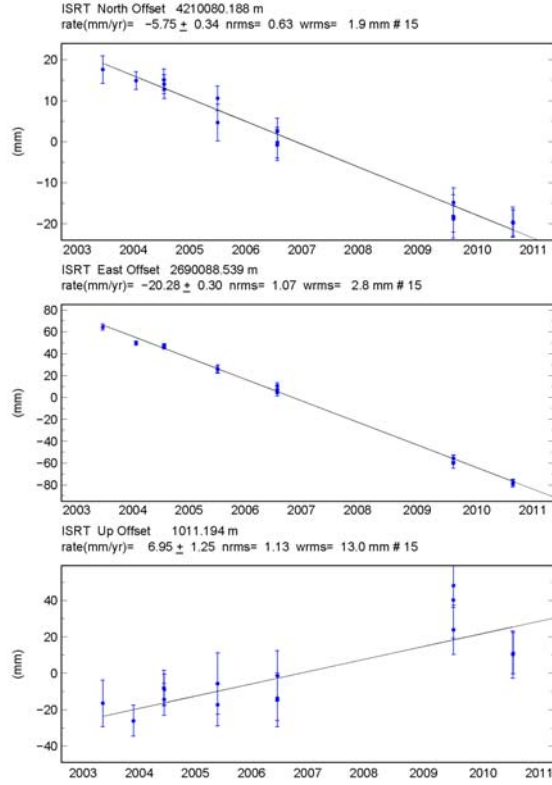 ISRT North Offset 4210080.188 m
rate(mm/yr)= −5.75 ± 0.34 nrms= 0.63 wrms= 1.9 mm # 15
20
10
0
−10
−20
(mm)
2003 2004 2005 2006 2007 2008 2009 2010 2011
ISRT East Offset 2690088.539 m
rate(mm/yr)= −20.28 ± 0.30 nrms= 1.07 wrms= 2.8 mm # 15
80
60
40
20
0
−20
−40
−60
−80
(mm)
2003 2004 2005 2006 2007 2008 2009 2010 2011
ISRT Up Offset 1011.194 m
rate(mm/yr)= 6.95 ± 1.25 nrms= 1.13 wrms= 13.0 mm # 15
40
20
0
−20
−40
(mm)
2003 2004 2005 2006 2007 2008 2009 2010 2011